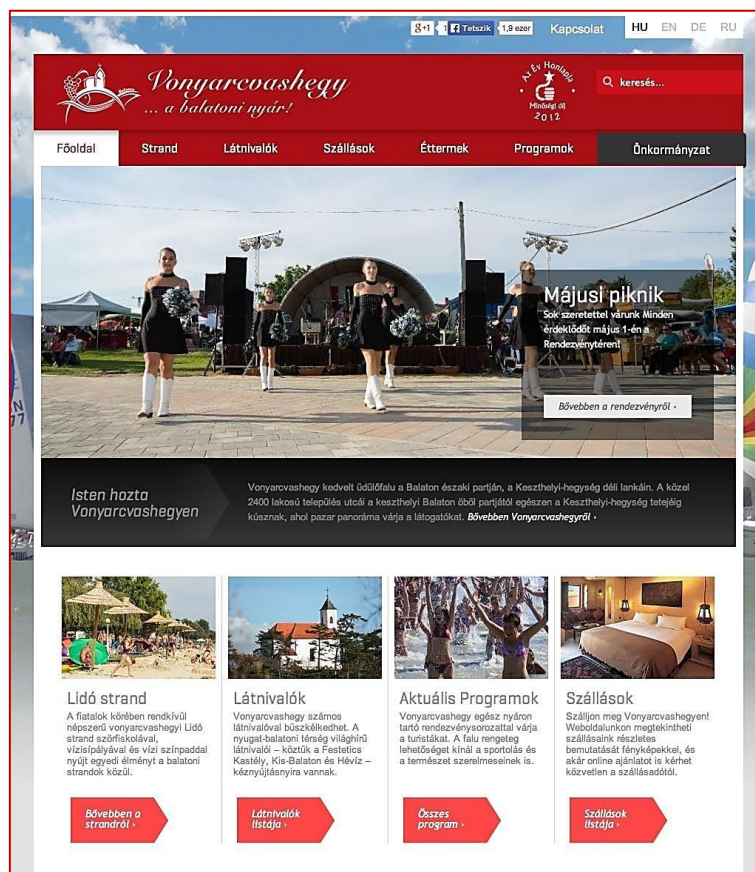 g+1 1 Tetszik 1,9 ezer Kapcsolat HU EN DE RU
Vonyarcvashegy
... a balatoni nyár!
Az Év Honlapja
Minőségi díj
2012
keresés...
Főoldal Strand Látnivalók Szállások Éttermek Programok Önkormányzat
Májusi piknik
Sok szeretettel várunk Minden
érdeklődőt május 1-én a
Rendezvénytéren!
Bővebben a rendezvényről ›
Isten hozta
Vonyarcvashegyen
Vonyarcvashegy kedvelt üdülőfalu a Balaton északi partján, a Keszthelyi-hegység déli lankáin. A közel
2400 lakosú település utcái a keszthelyi Balaton öböl partjától egészen a Keszthelyi-hegység tetejéig
kúsznak, ahol pazar panoráma várja a látogatókat. Bővebben Vonyarcvashegyről ›
N
77
Lidó strand
A fiatalok körében rendkívül
népszerű vonyarcvashegyi Lidó
strand szörfiskolával,
vízisípályával és vízi színpaddal
nyújt egyedi élményt a balatoni
strandok közül.
Bővebben a
strandról ›
Látnivalók
Vonyarcvashegy számos
látnivalóval büszkélkedhet. A
nyugat-balatoni térség világhírű
látnivalói – köztük a Festetics
Kastély, Kis-Balaton és Hévíz –
kéznyújtásnyira vannak.
Látnivalók
listája ›
Aktuális Programok
Vonyarcvashegy egész nyáron
tartó rendezvénysorozattal várja
a turistákat. A falu rengeteg
lehetőséget kínál a sportolás és
a természet szerelmeseinek is.
Összes
program ›
Szállások
Szálljon meg Vonyarcvashegyen!
Weboldalunkon megtekintheti
szállásaink részletes
bemutatását fényképekkel, és
akár online ajánlatot is kérhet
közvetlen a szállásadótól.
Szállások
listája ›